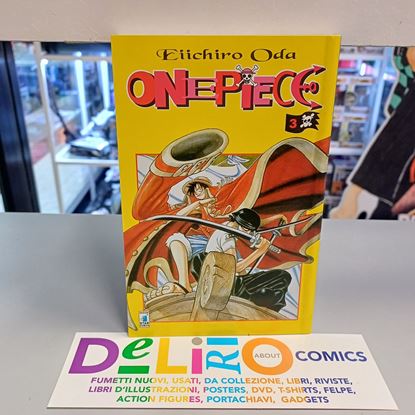 Eiichiro Oda
ONE PIECE
3
DeLiRiO ABOUT COMICS
FUMETTI NUOVI, USATI, DA COLLEZIONE, LIBRI, RIVISTE,
LIBRI D'ILLUSTRAZIONI, POSTERS, DVD, T-SHIRTS, FELPE,
ACTION FIGURES, PORTACHIAVI, GADGETS